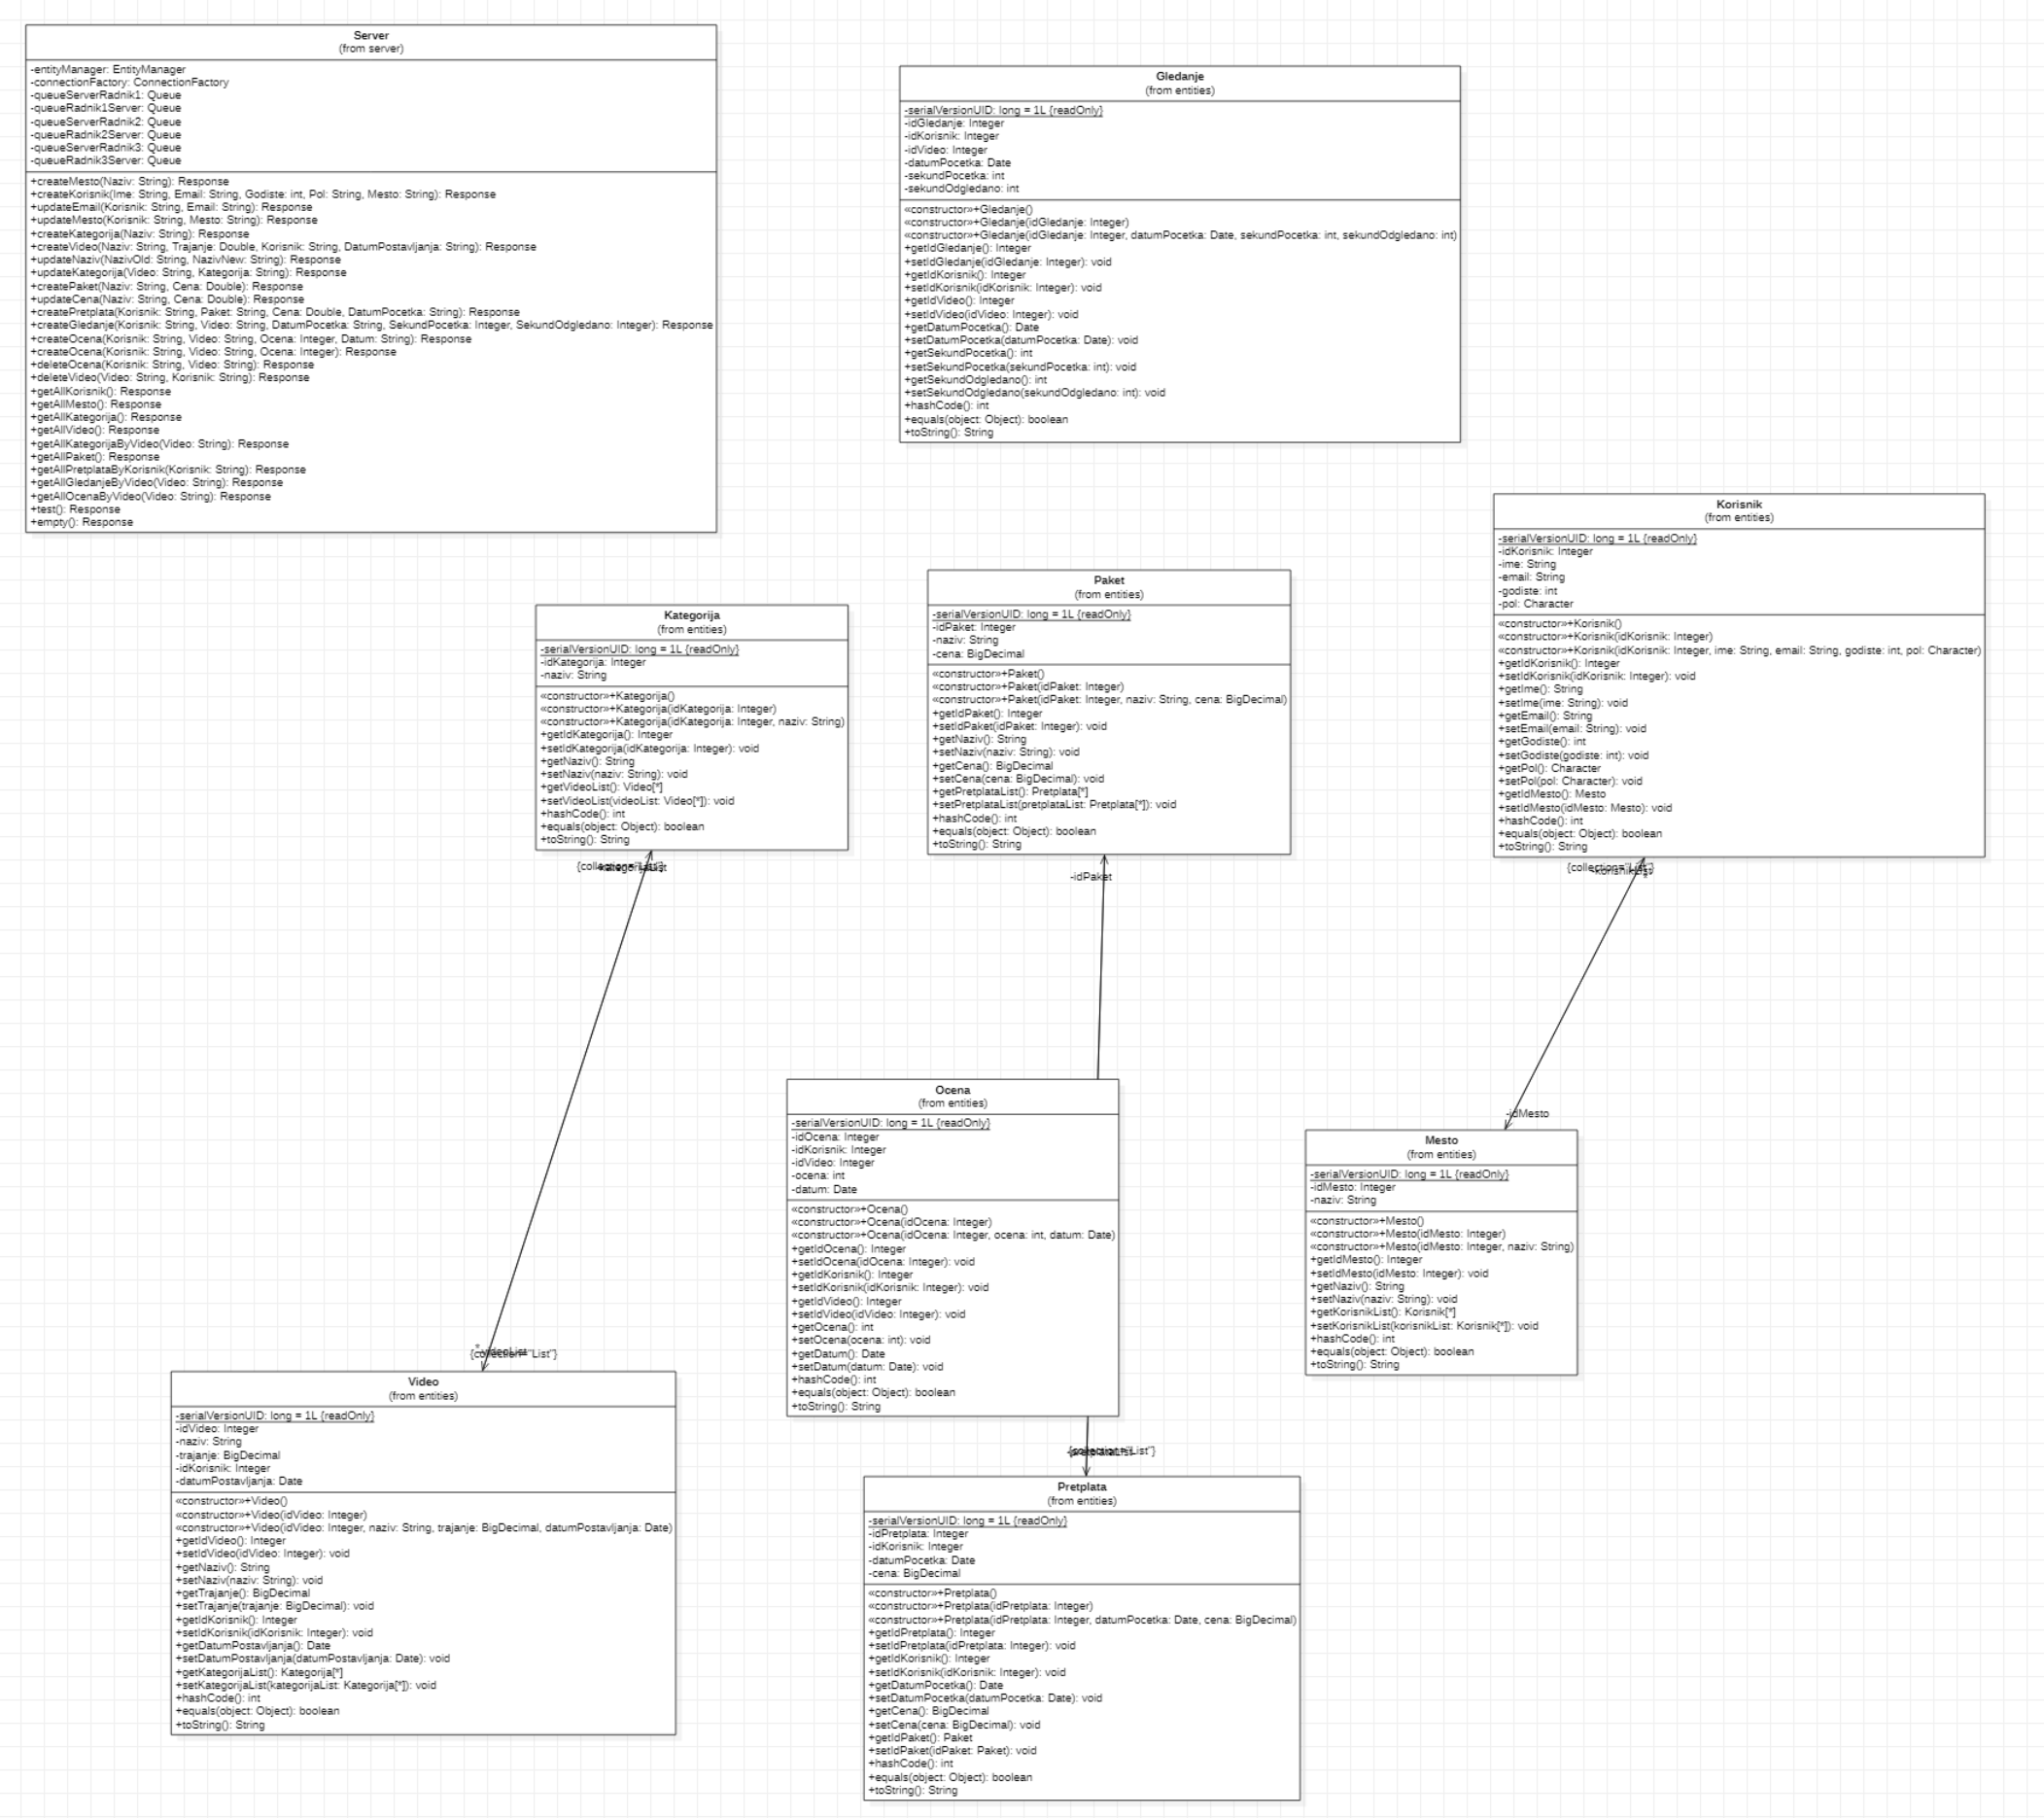 Server
(from server)
-entityManager: EntityManager
-connectionFactory: ConnectionFactory
-queueServerRadnik1: Queue
-queueRadnik1Server: Queue
-queueServerRadnik2: Queue
-queueRadnik2Server: Queue
-queueServerRadnik3: Queue
-queueRadnik3Server: Queue
+createMesto(Naziv: String): Response
+createKorisnik(Ime: String, Email: String, Godiste: int, Pol: String, Mesto: String): Response
+updateEmail(Korisnik: String, Email: String): Response
+updateMesto(Korisnik: String, Mesto: String): Response
+createKategorija(Naziv: String): Response
+createVideo(Naziv: String, Trajanje: Double, Korisnik: String, DatumPostavljanja: String): Response
+updateNaziv(NazivOld: String, NazivNew: String): Response
+updateKategorija(Video: String, Kategorija: String): Response
+createPaket(Naziv: String, Cena: Double): Response
+updateCena(Naziv: String, Cena: Double): Response
+createPretplata(Korisnik: String, Paket: String, Cena: Double, DatumPocetka: String): Response
+createGledanje(Korisnik: String, Video: String, DatumPocetka: String, SekundPocetka: Integer, SekundOdgledano: Integer): Response
+createOcena(Korisnik: String, Video: String, Ocena: Integer, Datum: String): Response
+createOcena(Korisnik: String, Video: String, Ocena: Integer): Response
+deleteOcena(Korisnik: String, Video: String): Response
+deleteVideo(Video: String, Korisnik: String): Response
+getAllKorisnik(): Response
+getAllMesto(): Response
+getAllKategorija(): Response
+getAllVideo(): Response
+getAllKategorijaByVideo(Video: String): Response
+getAllPaket(): Response
+getAllPretplataByKorisnik(Korisnik: String): Response
+getAllGledanjeByVideo(Video: String): Response
+getAllOcenaByVideo(Video: String): Response
+test(): Response
+empty(): Response
Gledanje
(from entities)
-serialVersionUID: long = 1L {readOnly}
-idGledanje: Integer
-idKorisnik: Integer
-idVideo: Integer
-datumPocetka: Date
-sekundPocetka: int
-sekundOdgledano: int
«constructor»+Gledanje()
«constructor»+Gledanje(idGledanje: Integer)
«constructor»+Gledanje(idGledanje: Integer, datumPocetka: Date, sekundPocetka: int, sekundOdgledano: int)
+getIdGledanje(): Integer
+setIdGledanje(idGledanje: Integer): void
+getIdKorisnik(): Integer
+setIdKorisnik(idKorisnik: Integer): void
+getIdVideo(): Integer
+setIdVideo(idVideo: Integer): void
+getDatumPocetka(): Date
+setDatumPocetka(datumPocetka: Date): void
+getSekundPocetka(): int
+setSekundPocetka(sekundPocetka: int): void
+getSekundOdgledano(): int
+setSekundOdgledano(sekundOdgledano: int): void
+hashCode(): int
+equals(object: Object): boolean
+toString(): String
Korisnik
(from entities)
-serialVersionUID: long = 1L {readOnly}
-idKorisnik: Integer
-ime: String
-email: String
-godiste: int
-pol: Character
«constructor»+Korisnik()
«constructor»+Korisnik(idKorisnik: Integer)
«constructor»+Korisnik(idKorisnik: Integer, ime: String, email: String, godiste: int, pol: Character)
+getIdKorisnik(): Integer
+setIdKorisnik(idKorisnik: Integer): void
+getIme(): String
+setIme(ime: String): void
+getEmail(): String
+setEmail(email: String): void
+getGodiste(): int
+setGodiste(godiste: int): void
+getPol(): Character
+setPol(pol: Character): void
+getIdMesto(): Mesto
+setIdMesto(idMesto: Mesto): void
+hashCode(): int
+equals(object: Object): boolean
+toString(): String
Paket
(from entities)
-serialVersionUID: long = 1L {readOnly}
-idPaket: Integer
-naziv: String
-cena: BigDecimal
«constructor»+Paket()
«constructor»+Paket(idPaket: Integer)
«constructor»+Paket(idPaket: Integer, naziv: String, cena: BigDecimal)
+getIdPaket(): Integer
+setIdPaket(idPaket: Integer): void
+getNaziv(): String
+setNaziv(naziv: String): void
+getCena(): BigDecimal
+setCena(cena: BigDecimal): void
+getPretplataList(): Pretplata[*]
+setPretplataList(pretplataList: Pretplata[*]): void
+hashCode(): int
+equals(object: Object): boolean
+toString(): String
Kategorija
(from entities)
-serialVersionUID: long = 1L {readOnly}
-idKategorija: Integer
-naziv: String
«constructor»+Kategorija()
«constructor»+Kategorija(idKategorija: Integer)
«constructor»+Kategorija(idKategorija: Integer, naziv: String)
+getIdKategorija(): Integer
+setIdKategorija(idKategorija: Integer): void
+getNaziv(): String
+setNaziv(naziv: String): void
+getVideoList(): Video[*]
+setVideoList(videoList: Video[*]): void
+hashCode(): int
+equals(object: Object): boolean
+toString(): String
-idPaket
-idMesto
Ocena
(from entities)
-serialVersionUID: long = 1L {readOnly}
-idOcena: Integer
-idKorisnik: Integer
-idVideo: Integer
-ocena: int
-datum: Date
«constructor»+Ocena()
«constructor»+Ocena(idOcena: Integer)
«constructor»+Ocena(idOcena: Integer, ocena: int, datum: Date)
+getIdOcena(): Integer
+setIdOcena(idOcena: Integer): void
+getIdKorisnik(): Integer
+setIdKorisnik(idKorisnik: Integer): void
+getIdVideo(): Integer
+setIdVideo(idVideo: Integer): void
+getOcena(): int
+setOcena(ocena: int): void
+getDatum(): Date
+setDatum(datum: Date): void
+hashCode(): int
+equals(object: Object): boolean
+toString(): String
Mesto
(from entities)
-serialVersionUID: long = 1L {readOnly}
-idMesto: Integer
-naziv: String
«constructor»+Mesto()
«constructor»+Mesto(idMesto: Integer)
«constructor»+Mesto(idMesto: Integer, naziv: String)
+getIdMesto(): Integer
+setIdMesto(idMesto: Integer): void
+getNaziv(): String
+setNaziv(naziv: String): void
+getKorisnikList(): Korisnik[*]
+setKorisnikList(korisnikList: Korisnik[*]): void
+hashCode(): int
+equals(object: Object): boolean
+toString(): String
Video
(from entities)
-serialVersionUID: long = 1L {readOnly}
-idVideo: Integer
-naziv: String
-trajanje: BigDecimal
-idKorisnik: Integer
-datumPostavljanja: Date
«constructor»+Video()
«constructor»+Video(idVideo: Integer)
«constructor»+Video(idVideo: Integer, naziv: String, trajanje: BigDecimal, datumPostavljanja: Date)
+getIdVideo(): Integer
+setIdVideo(idVideo: Integer): void
+getNaziv(): String
+setNaziv(naziv: String): void
+getTrajanje(): BigDecimal
+setTrajanje(trajanje: BigDecimal): void
+getIdKorisnik(): Integer
+setIdKorisnik(idKorisnik: Integer): void
+getDatumPostavljanja(): Date
+setDatumPostavljanja(datumPostavljanja: Date): void
+getKategorijaList(): Kategorija[*]
+setKategorijaList(kategorijaList: Kategorija[*]): void
+hashCode(): int
+equals(object: Object): boolean
+toString(): String
Pretplata
(from entities)
-serialVersionUID: long = 1L {readOnly}
-idPretplata: Integer
-idKorisnik: Integer
-datumPocetka: Date
-cena: BigDecimal
«constructor»+Pretplata()
«constructor»+Pretplata(idPretplata: Integer)
«constructor»+Pretplata(idPretplata: Integer, datumPocetka: Date, cena: BigDecimal)
+getIdPretplata(): Integer
+setIdPretplata(idPretplata: Integer): void
+getIdKorisnik(): Integer
+setIdKorisnik(idKorisnik: Integer): void
+getDatumPocetka(): Date
+setDatumPocetka(datumPocetka: Date): void
+getCena(): BigDecimal
+setCena(cena: BigDecimal): void
+getIdPaket(): Paket
+setIdPaket(idPaket: Paket): void
+hashCode(): int
+equals(object: Object): boolean
+toString(): String